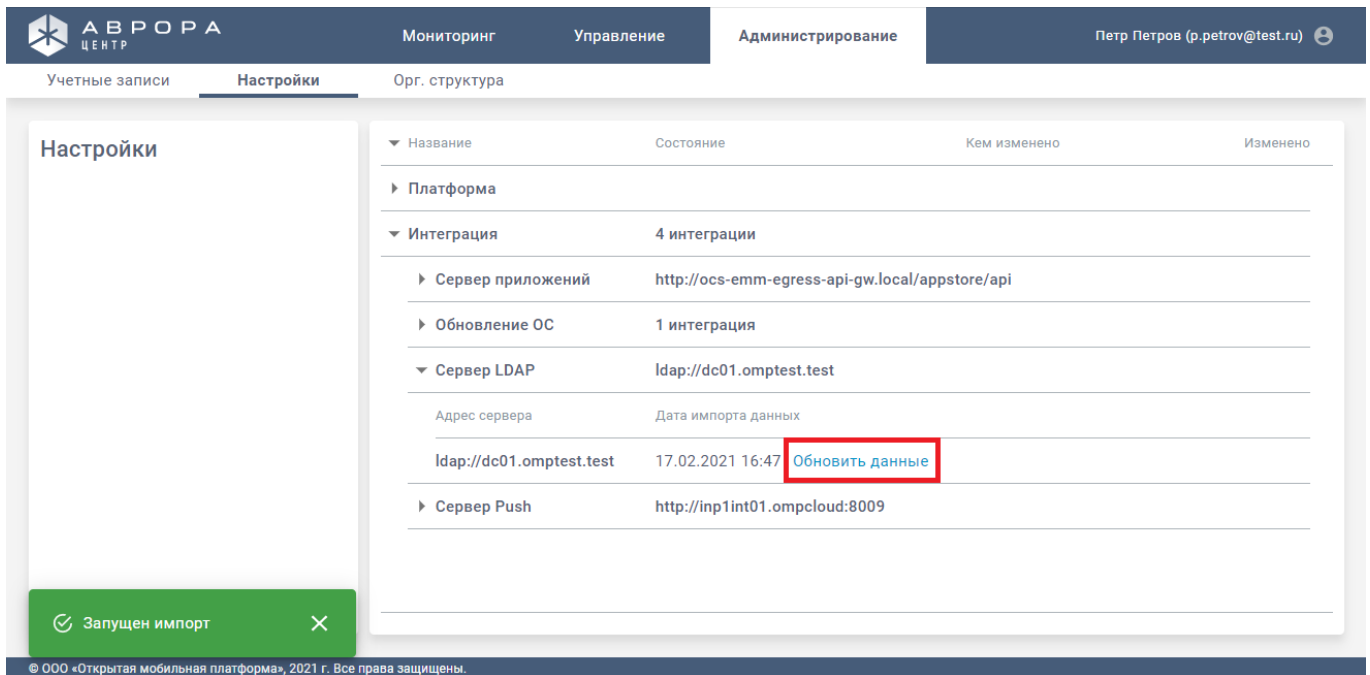 АВРОРА
ЦЕНТР
Мониторинг Управление Администрирование Петр Петров (p.petrov@test.ru)
Учетные записи Настройки Орг. структура
Настройки
Название Состояние Кем изменено Изменено
Платформа
Интеграция 4 интеграции
Сервер приложений http://ocs-emm-egress-api-gw.local/appstore/api
Обновление ОС 1 интеграция
Сервер LDAP ldap://dc01.omptest.test
Адрес сервера Дата импорта данных
ldap://dc01.omptest.test 17.02.2021 16:47 Обновить данные
Сервер Push http://inp1int01.ompcloud:8009
Запущен импорт
© ООО «Открытая мобильная платформа», 2021 г. Все права защищены.